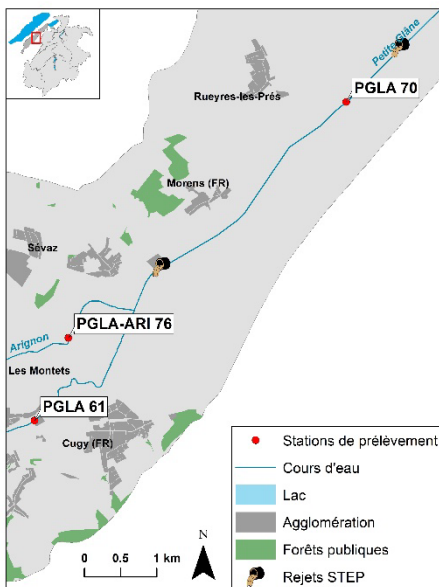 Petite Glâne
PGLA 70
Rueyres-les-Prés
Morens (FR)
Sévaz
PGLA-ARI 76
Arignon
Les Montets
PGLA 61
Cugy (FR)
N
0 0.5 1 km
Stations de prélèvement
Cours d'eau
Lac
Agglomération
Forêts publiques
Rejets STEP